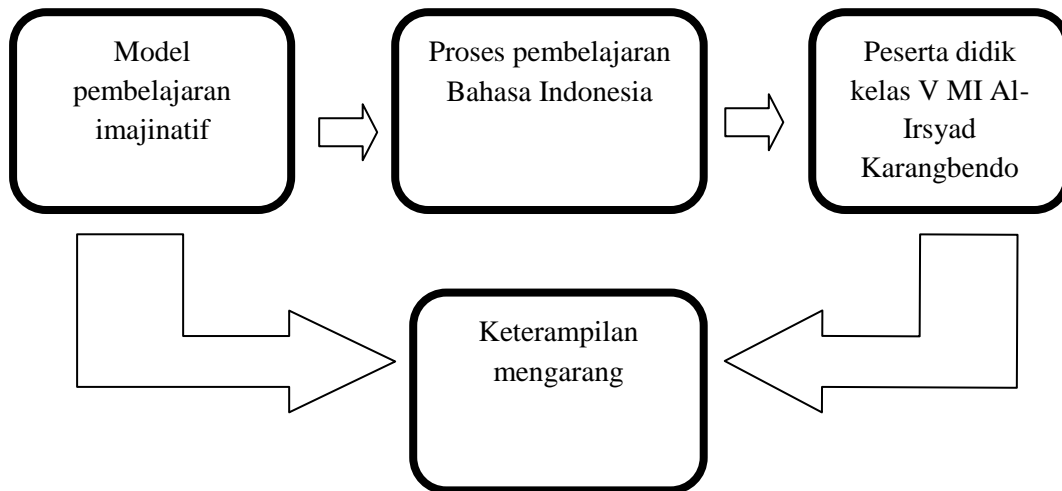 Model
pembelajaran
imajinatif
Proses pembelajaran
Bahasa Indonesia
Peserta didik
kelas V MI Al-
Irsyad
Karangbendo
Keterampilan
mengarang